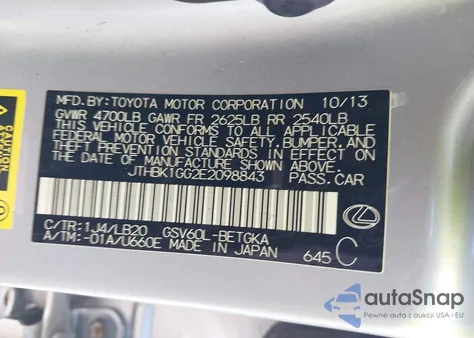 MFD.BY:TOYOTA MOTOR CORPORATION 10/13
GVWR 4700LB GAWR FR 2625LB RR 2540LB
THIS VEHICLE CONFORMS TO ALL APPLICABLE
FEDERAL MOTOR VEHICLE SAFETY,BUMPER,AND
THEFT PREVENTION STANDARDS IN EFFECT ON
THE DATE OF MANUFACTURE SHOWN ABOVE.
JTHBK1GG2E2098843 PASS.CAR
C/TR:1J4/LB20 GSV60L-BETGKA
A/TM:-01A/U660E MADE IN JAPAN 645 C
autoSnap
Pewne auta z aukcji USA i EU